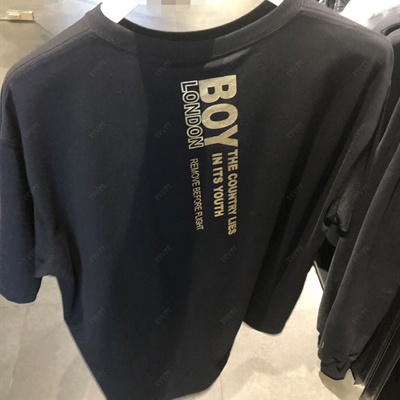 BOY
LONDON
THE COUNTRY LIES
IN ITS YOUTH
REMOVE BEFORE FLIGHT